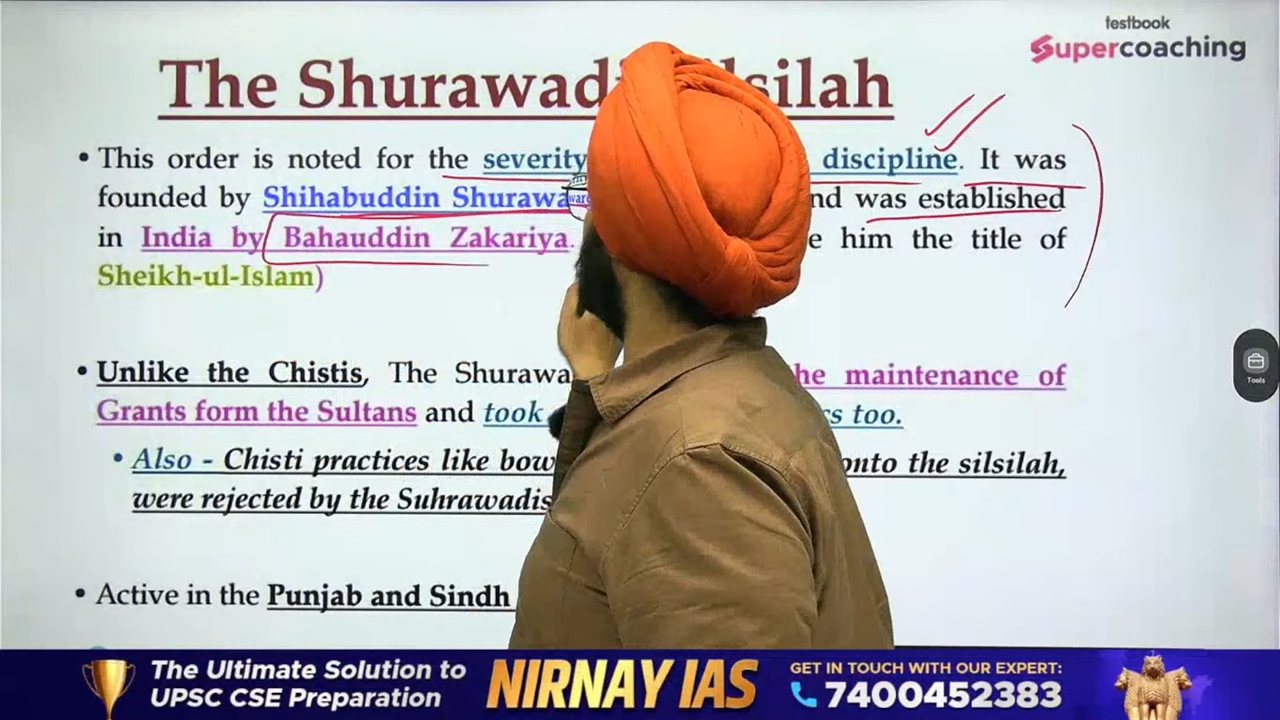 testbook
Supercoaching
The Shurawadi Silsilah
• This order is noted for the severity discipline. It was
founded by Shihabuddin Shurawa and was established
in India by Bahauddin Zakariya. him the title of
Sheikh-ul-Islam)
• Unlike the Chistis, The Shurawa the maintenance of
Grants form the Sultans and took too.
• Also - Chisti practices like bow onto the silsilah,
were rejected by the Suhrawadis
• Active in the Punjab and Sindh
Tools
The Ultimate Solution to
UPSC CSE Preparation
NIRNAY IAS
GET IN TOUCH WITH OUR EXPERT:
7400452383